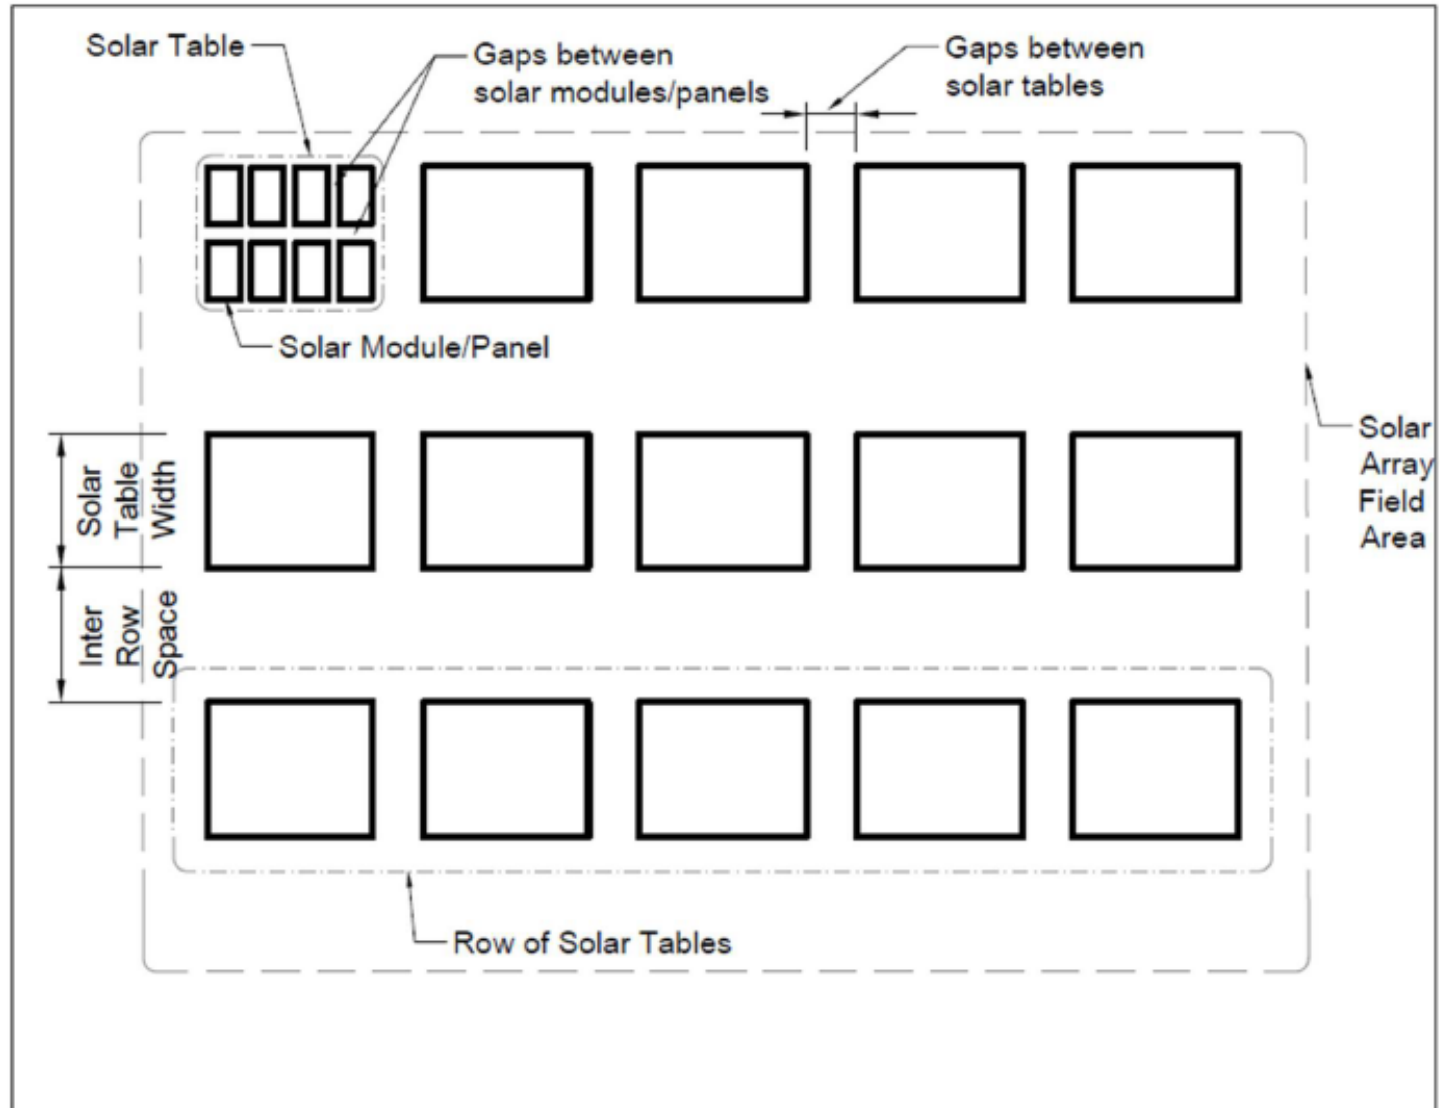 Solar Table
Gaps between
solar modules/panels
Gaps between
solar tables
Solar Module/Panel
Solar
Array
Field
Area
Solar
Table
Width
Inter
Row
Space
Row of Solar Tables